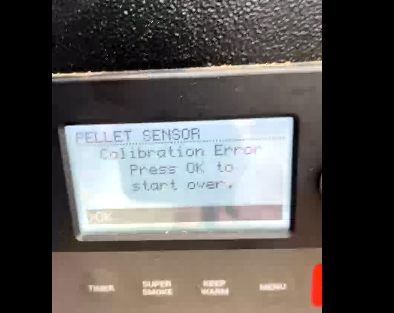 PELLET SENSOR
Calibration Error
Press OK to
start over.
>OK
TIMER
SUPER
SMOKE
KEEP
WARM
MENU